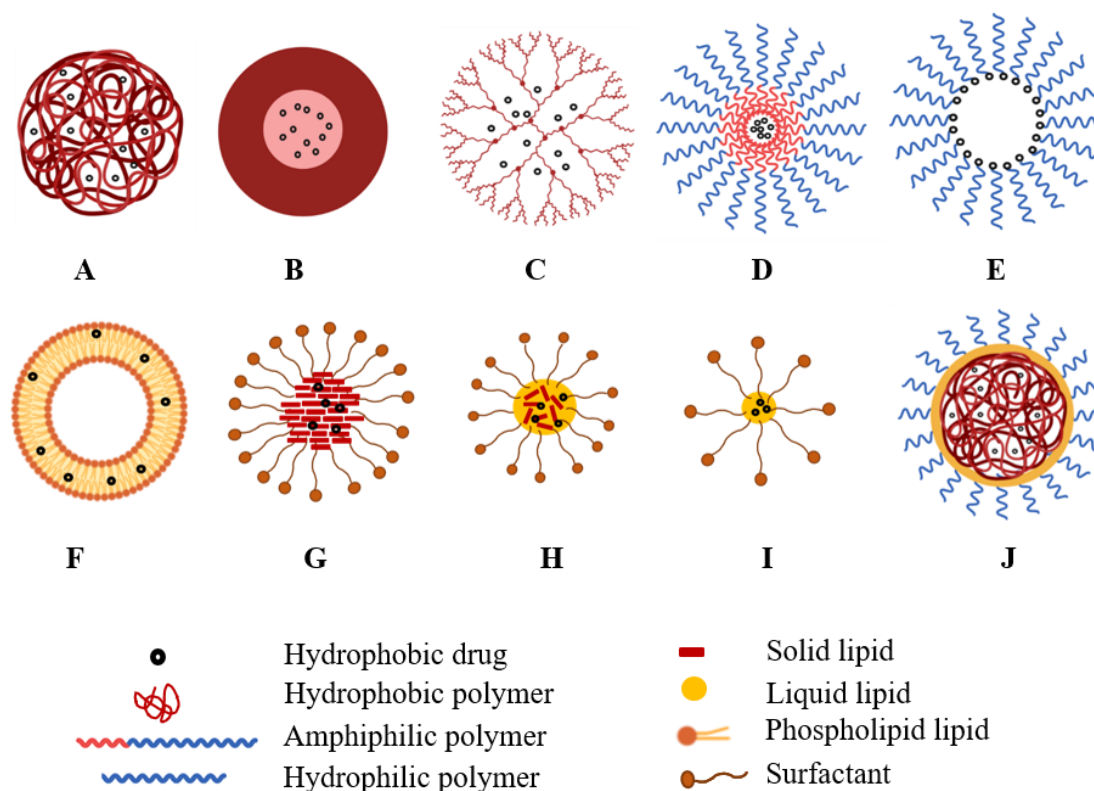 A B C D E
F G H I J
Hydrophobic drug
Hydrophobic polymer
Amphiphilic polymer
Hydrophilic polymer
Solid lipid
Liquid lipid
Phospholipid lipid
Surfactant